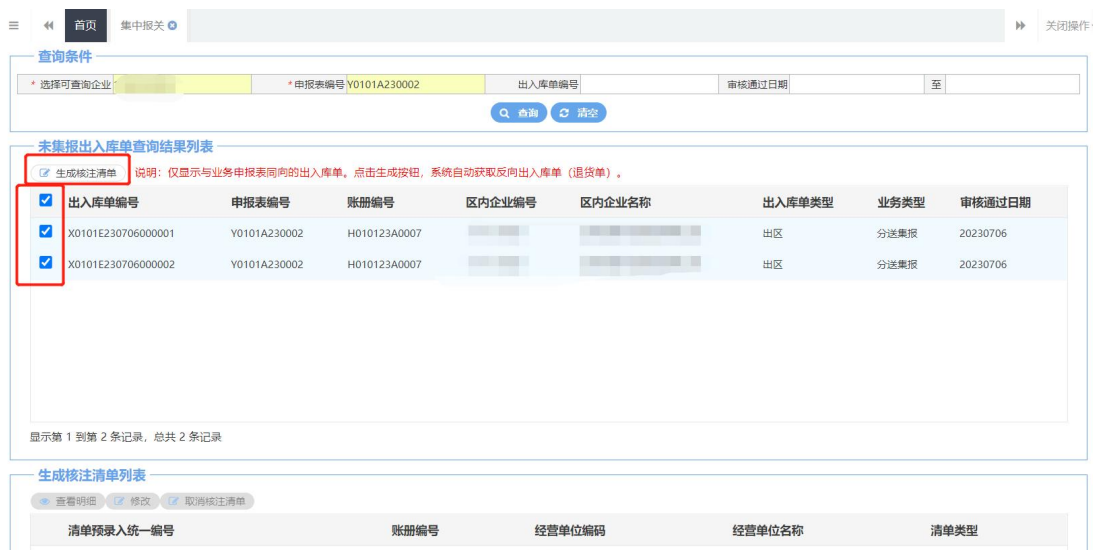 首页 集中报关 关闭操作
查询条件
* 选择可查询企业 * 申报表编号 Y0101A230002 出入库单编号 审核通过日期 至
查询 清空
未集报出入库单查询结果列表
生成核注清单 说明：仅显示与业务申报表同向的出入库单。点击生成按钮，系统自动获取反向出入库单（退货单）。
出入库单编号 申报表编号 账册编号 区内企业编号 区内企业名称 出入库单类型 业务类型 审核通过日期
X0101E230706000001 Y0101A230002 H010123A0007 出区 分送集报 20230706
X0101E230706000002 Y0101A230002 H010123A0007 出区 分送集报 20230706
显示第 1 到第 2 条记录，总共 2 条记录
生成核注清单列表
查看明细 修改 取消核注清单
清单预录入统一编号 账册编号 经营单位编码 经营单位名称 清单类型